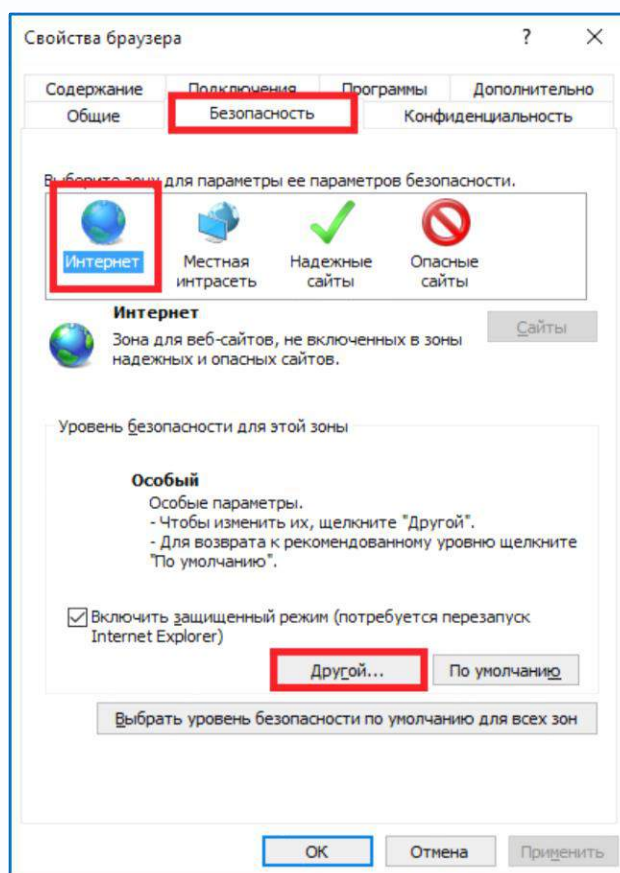 Свойства браузера
?
Содержание Подключения Программы Дополнительно
Общие Безопасность Конфиденциальность
Выберите зону для параметры ее параметров безопасности.
Интернет
Местная интрасеть
Надежные сайты
Опасные сайты
Интернет
Зона для веб-сайтов, не включенных в зоны
надежных и опасных сайтов.
Сайты
Уровень безопасности для этой зоны
Особый
Особые параметры.
- Чтобы изменить их, щелкните "Другой".
- Для возврата к рекомендованному уровню щелкните
"По умолчанию".
Включить защищенный режим (потребуется перезапуск
Internet Explorer)
Другой... По умолчанию
Выбрать уровень безопасности по умолчанию для всех зон
OK Отмена Применить